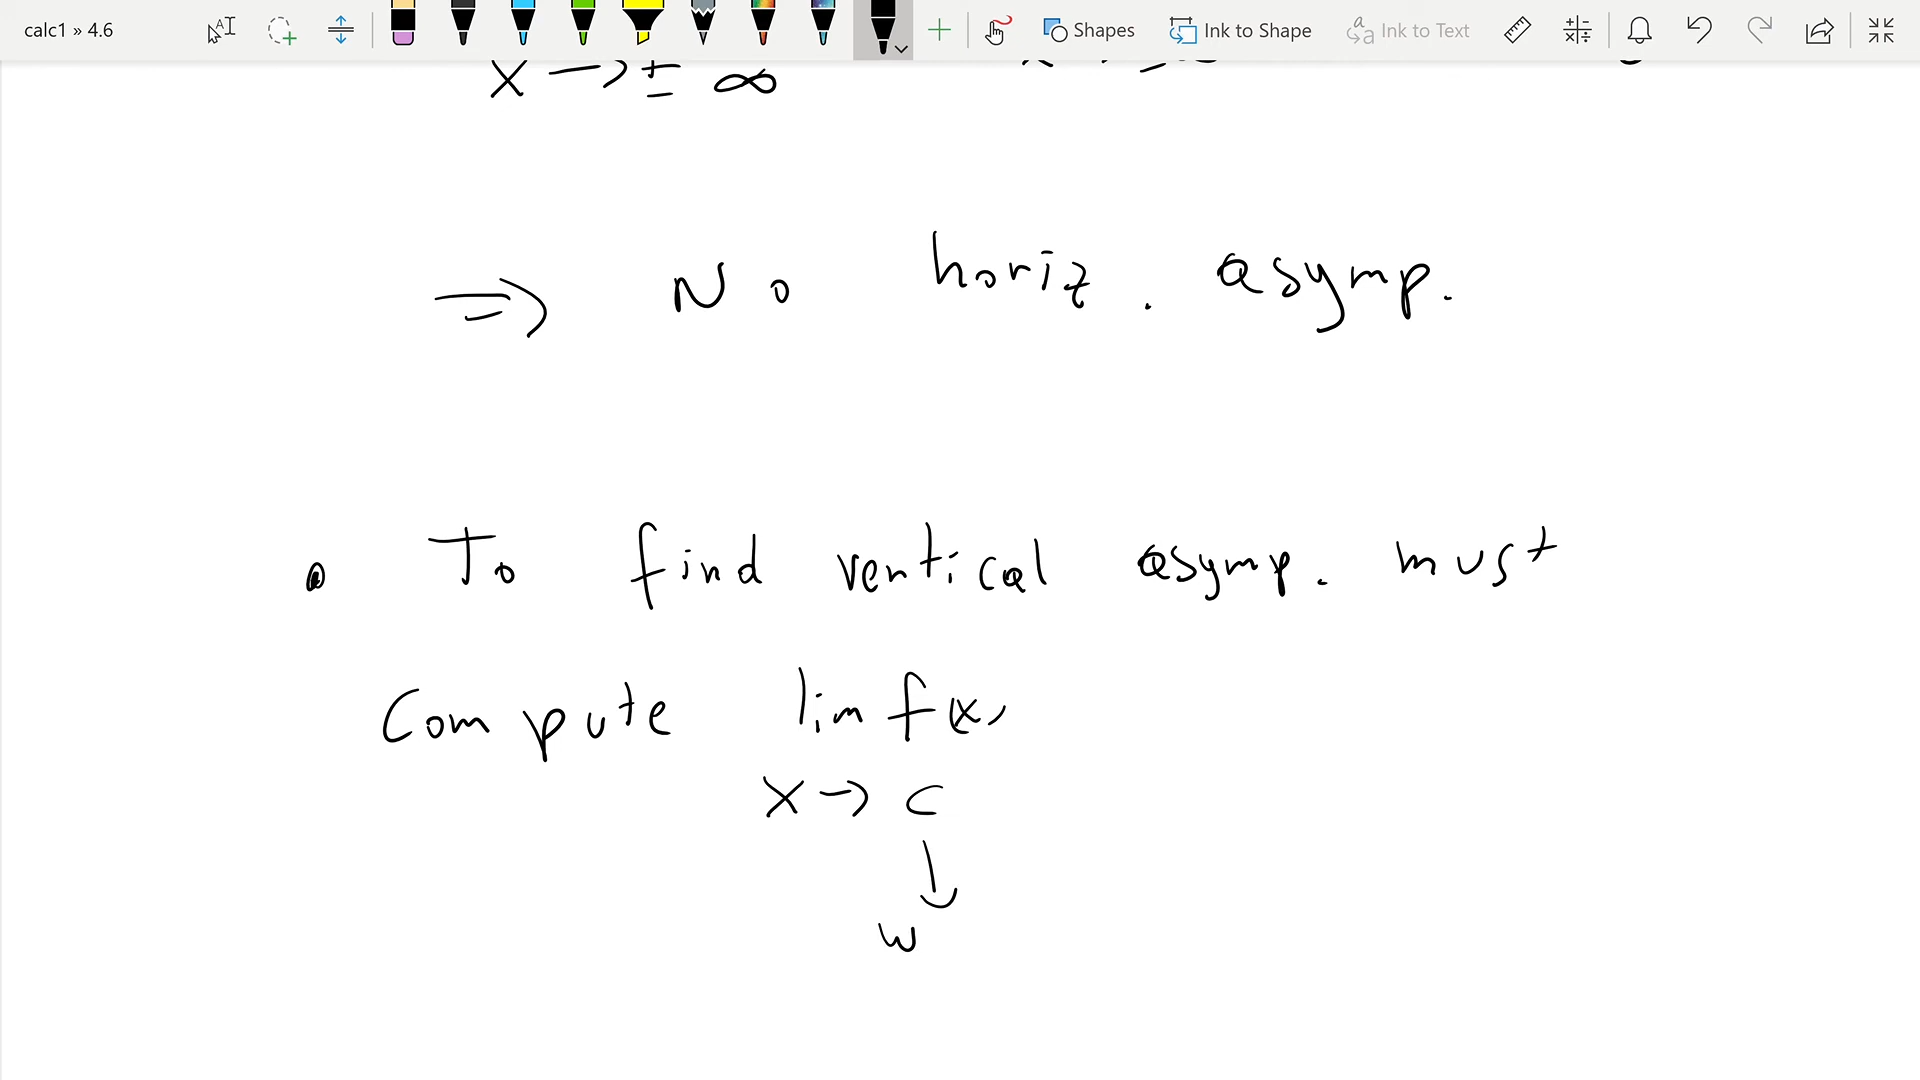 calc1 » 4.6
Shapes
Ink to Shape
Ink to Text
x → ± ∞
⇒ No horiz. asymp.
• To find vertical asymp. must
Compute lim f(x)
x → c
↓
w